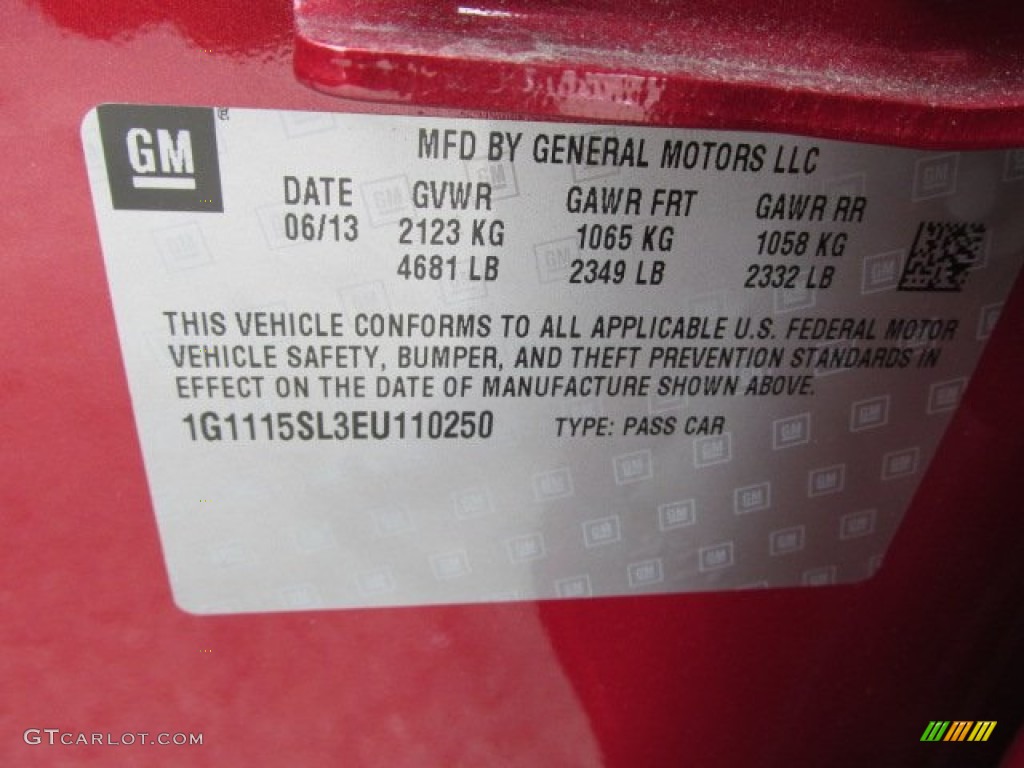 GM
MFD BY GENERAL MOTORS LLC
DATE GVWR GAWR FRT GAWR RR
06/13 2123 KG 1065 KG 1058 KG
4681 LB 2349 LB 2332 LB
THIS VEHICLE CONFORMS TO ALL APPLICABLE U.S. FEDERAL MOTOR
VEHICLE SAFETY, BUMPER, AND THEFT PREVENTION STANDARDS IN
EFFECT ON THE DATE OF MANUFACTURE SHOWN ABOVE.
1G1115SL3EU110250 TYPE: PASS CAR
GTCARLOT.COM